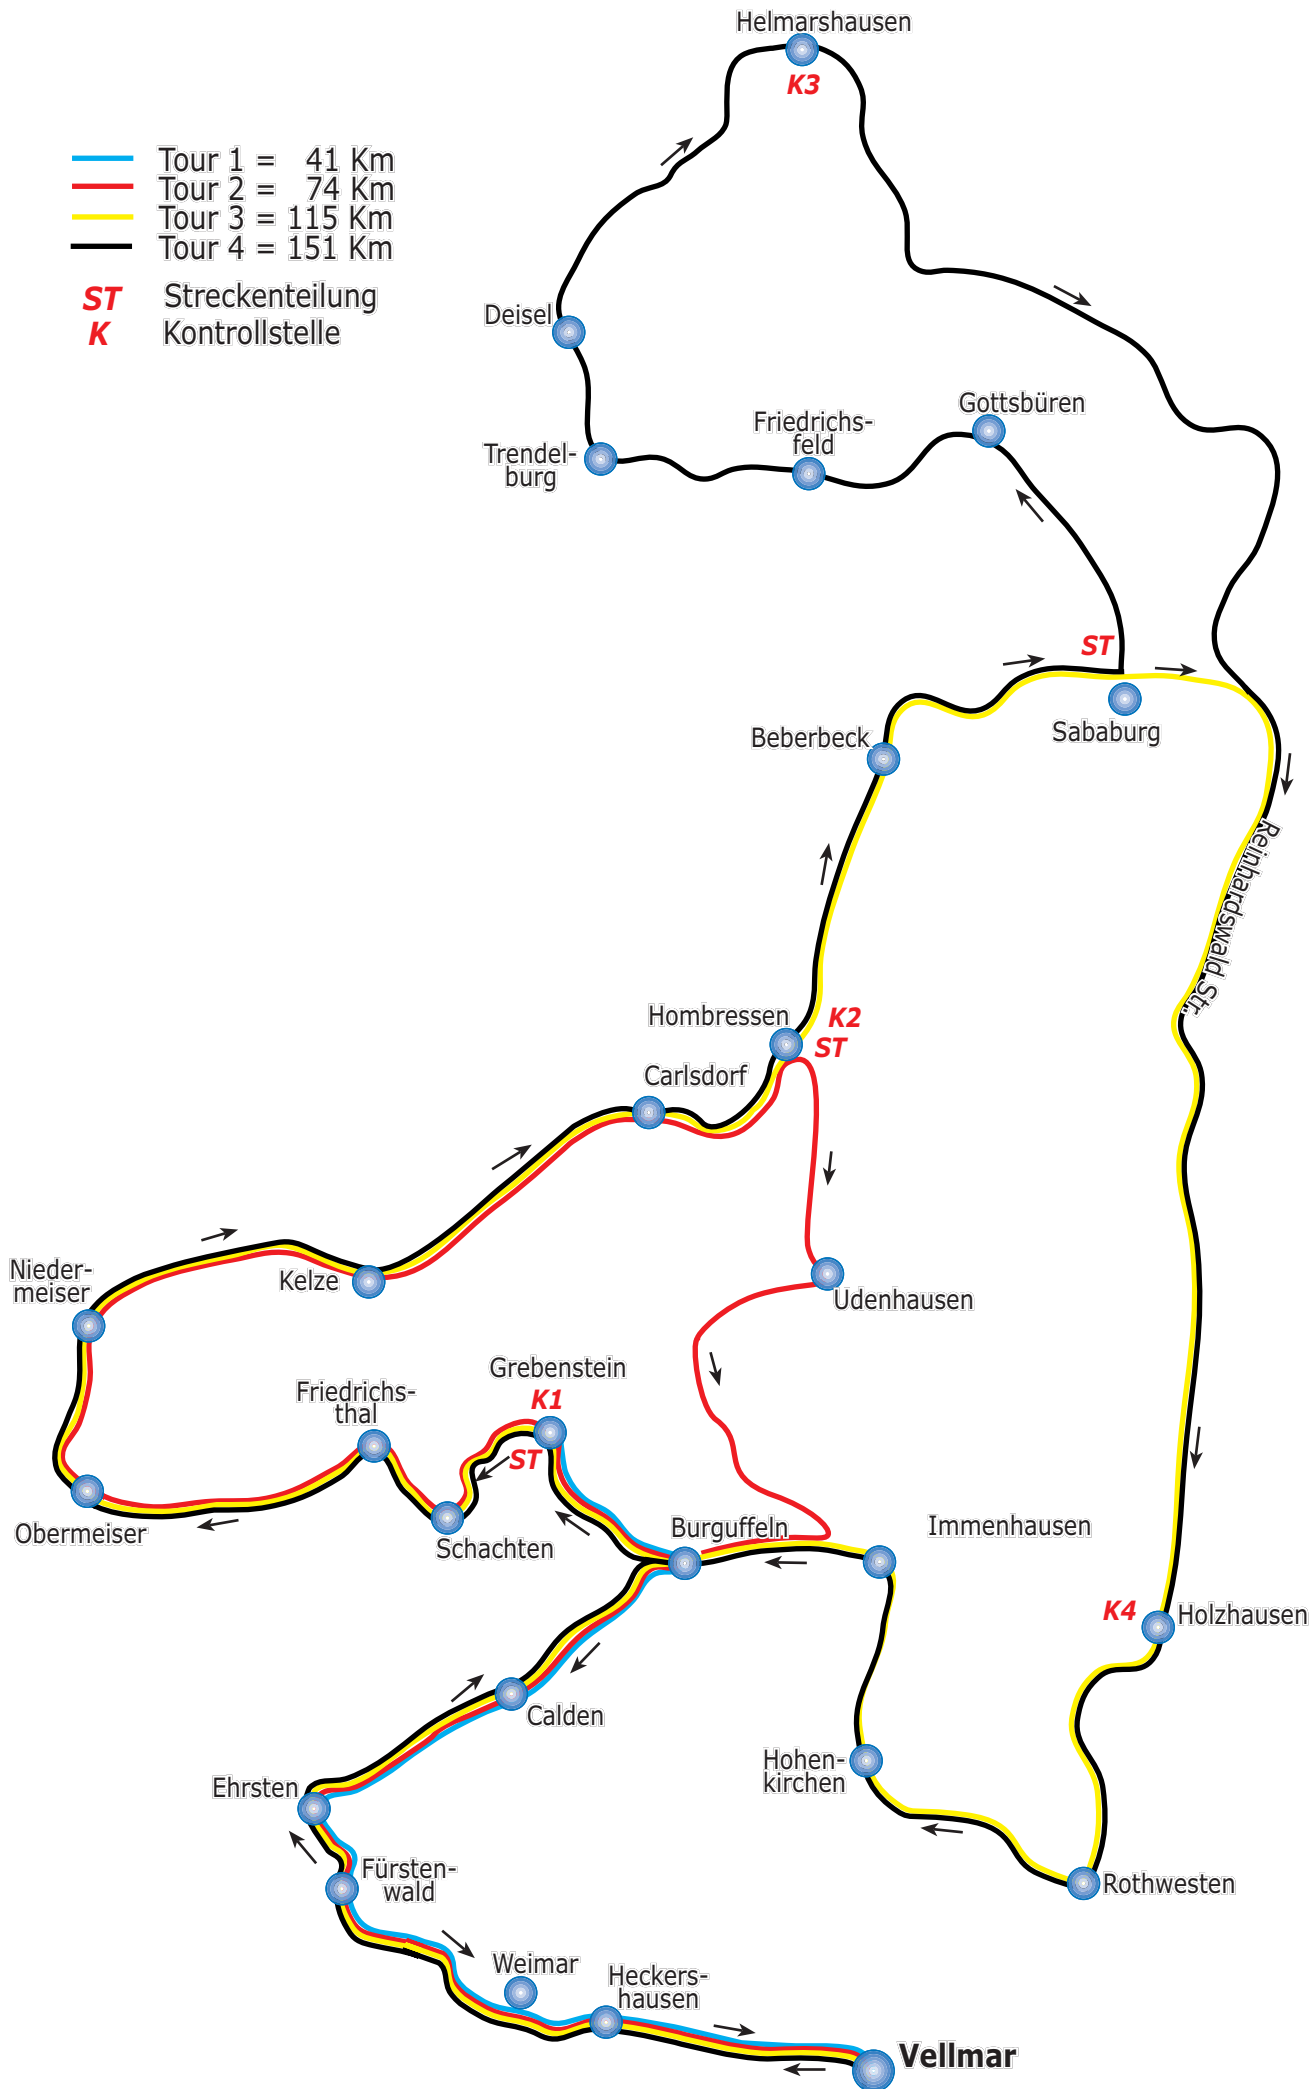 Helmarshausen
K3
Tour 1 = 41 Km
Tour 2 = 74 Km
Tour 3 = 115 Km
Tour 4 = 151 Km
ST Streckenteilung
K Kontrollstelle
Deisel
Gottsbüren
Friedrichs-
feld
Trendel-
burg
ST
Sababurg
Beberbeck
Reinhardswald Str.
Hombressen
K2
ST
Carlsdorf
Nieder-
meiser
Kelze
Udenhausen
Grebenstein
K1
ST
Friedrichs-
thal
Obermeiser
Schachten
Burguffeln
Immenhausen
K4
Holzhausen
Calden
Hohen-
kirchen
Ehrsten
Fürsten-
wald
Rothwesten
Weimar
Heckers-
hausen
Vellmar